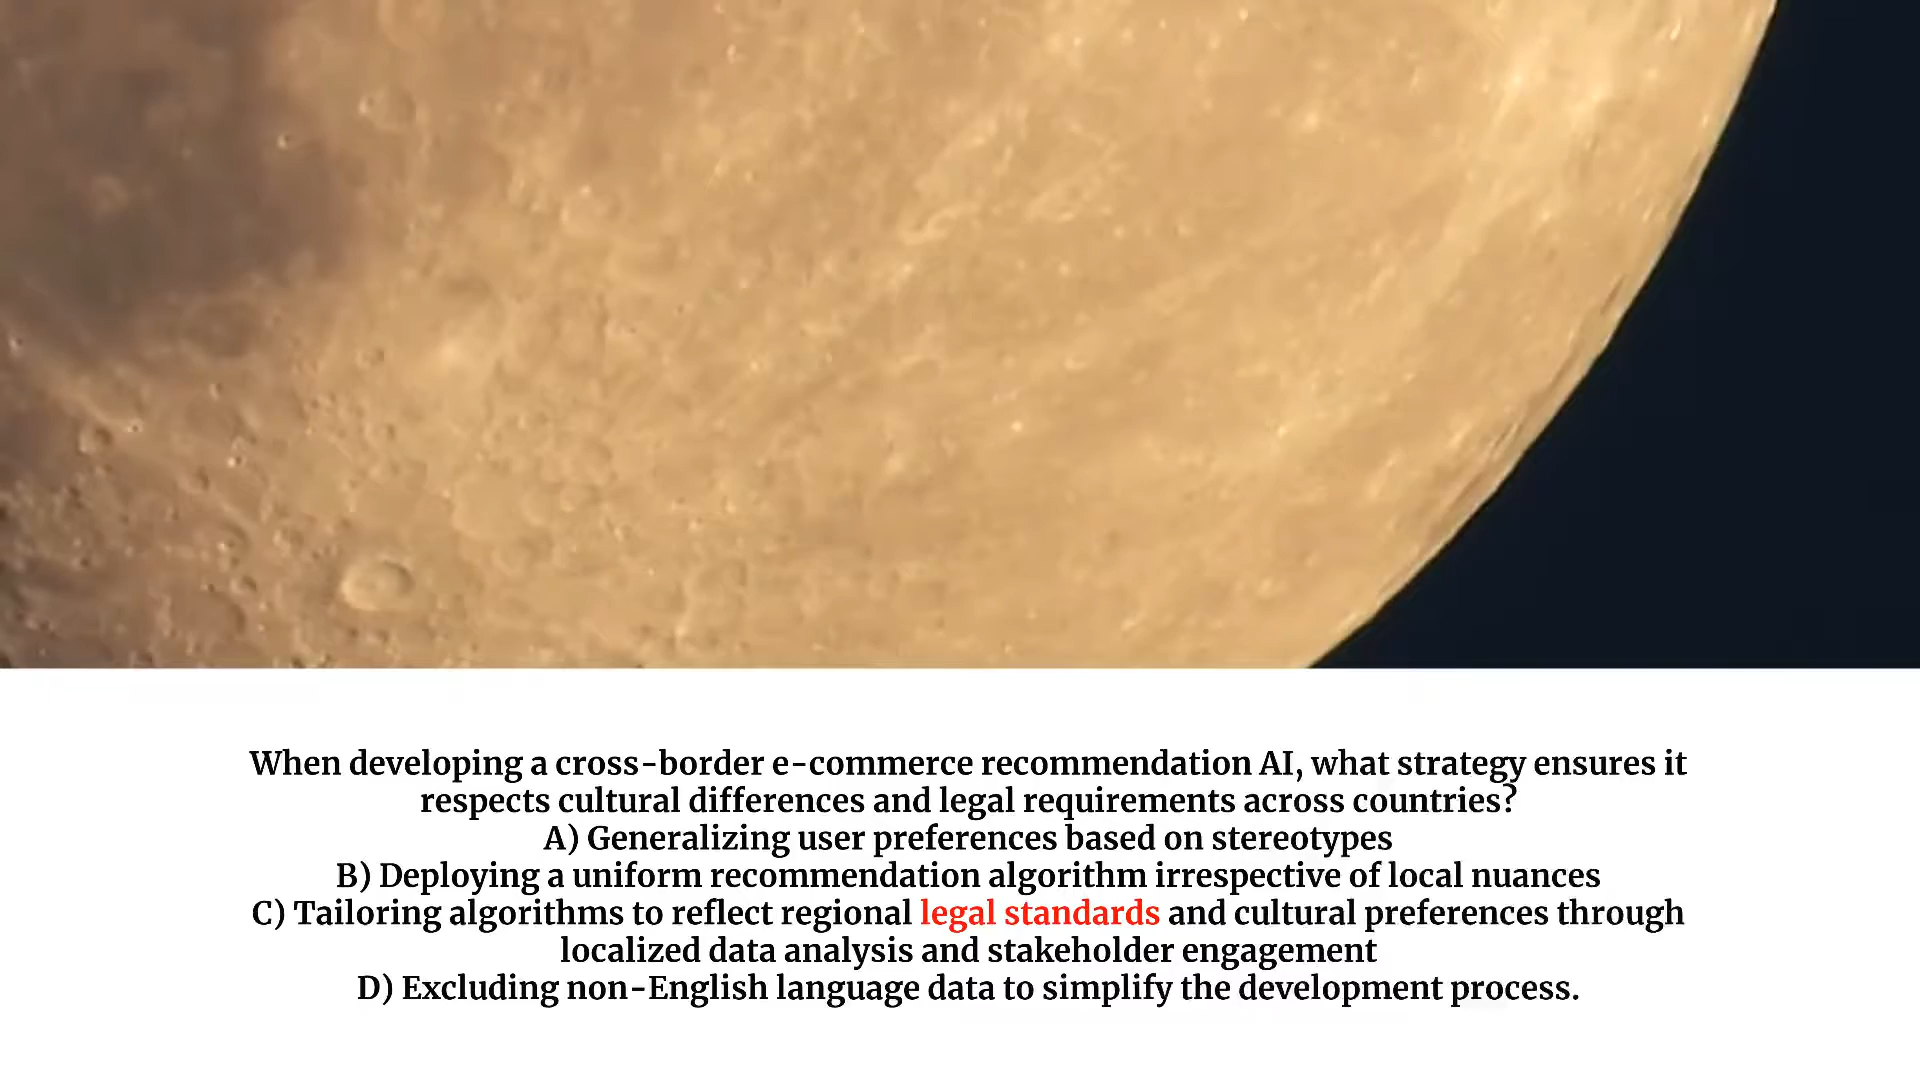 When developing a cross-border e-commerce recommendation AI, what strategy ensures it
respects cultural differences and legal requirements across countries?
A) Generalizing user preferences based on stereotypes
B) Deploying a uniform recommendation algorithm irrespective of local nuances
C) Tailoring algorithms to reflect regional legal standards and cultural preferences through
localized data analysis and stakeholder engagement
D) Excluding non-English language data to simplify the development process.